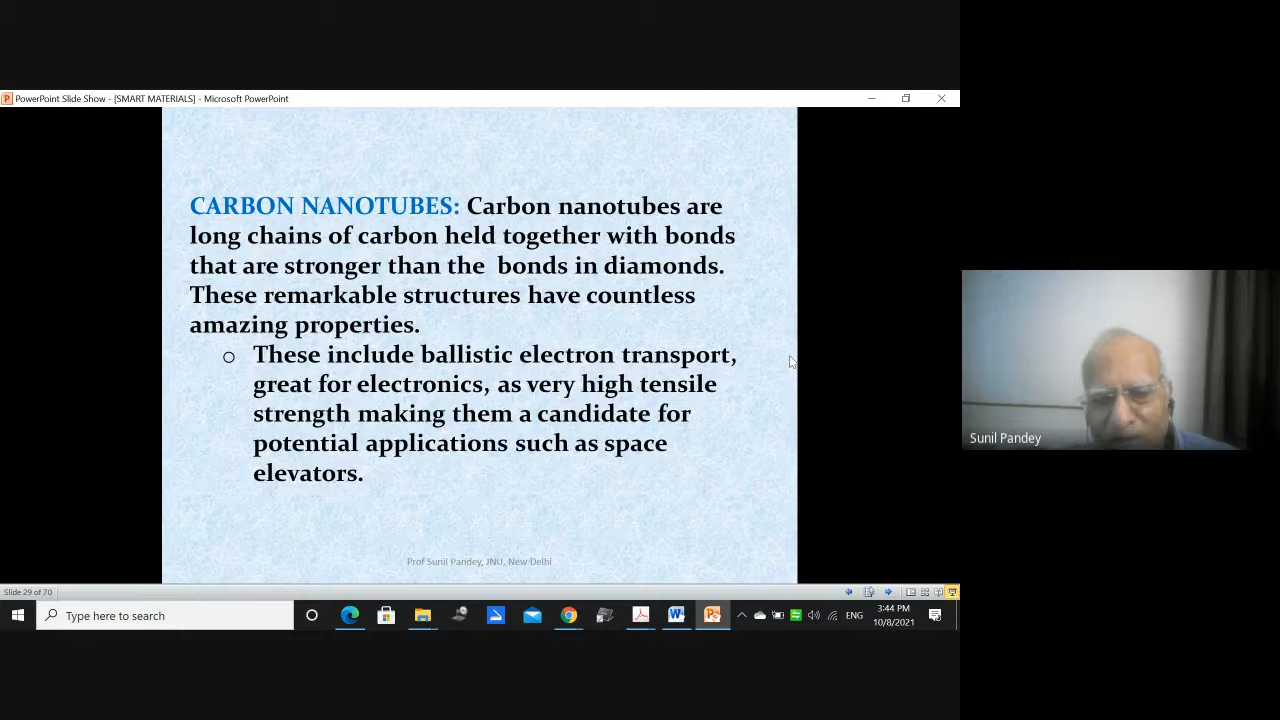 PowerPoint Slide Show - [SMART MATERIALS] - Microsoft PowerPoint
CARBON NANOTUBES: Carbon nanotubes are
long chains of carbon held together with bonds
that are stronger than the  bonds in diamonds.
These remarkable structures have countless
amazing properties.
o These include ballistic electron transport,
great for electronics, as very high tensile
strength making them a candidate for
potential applications such as space
elevators.
Prof Sunil Pandey, JNU, New Delhi
Sunil Pandey
Slide 29 of 70
Type here to search
ENG
3:44 PM
10/8/2021